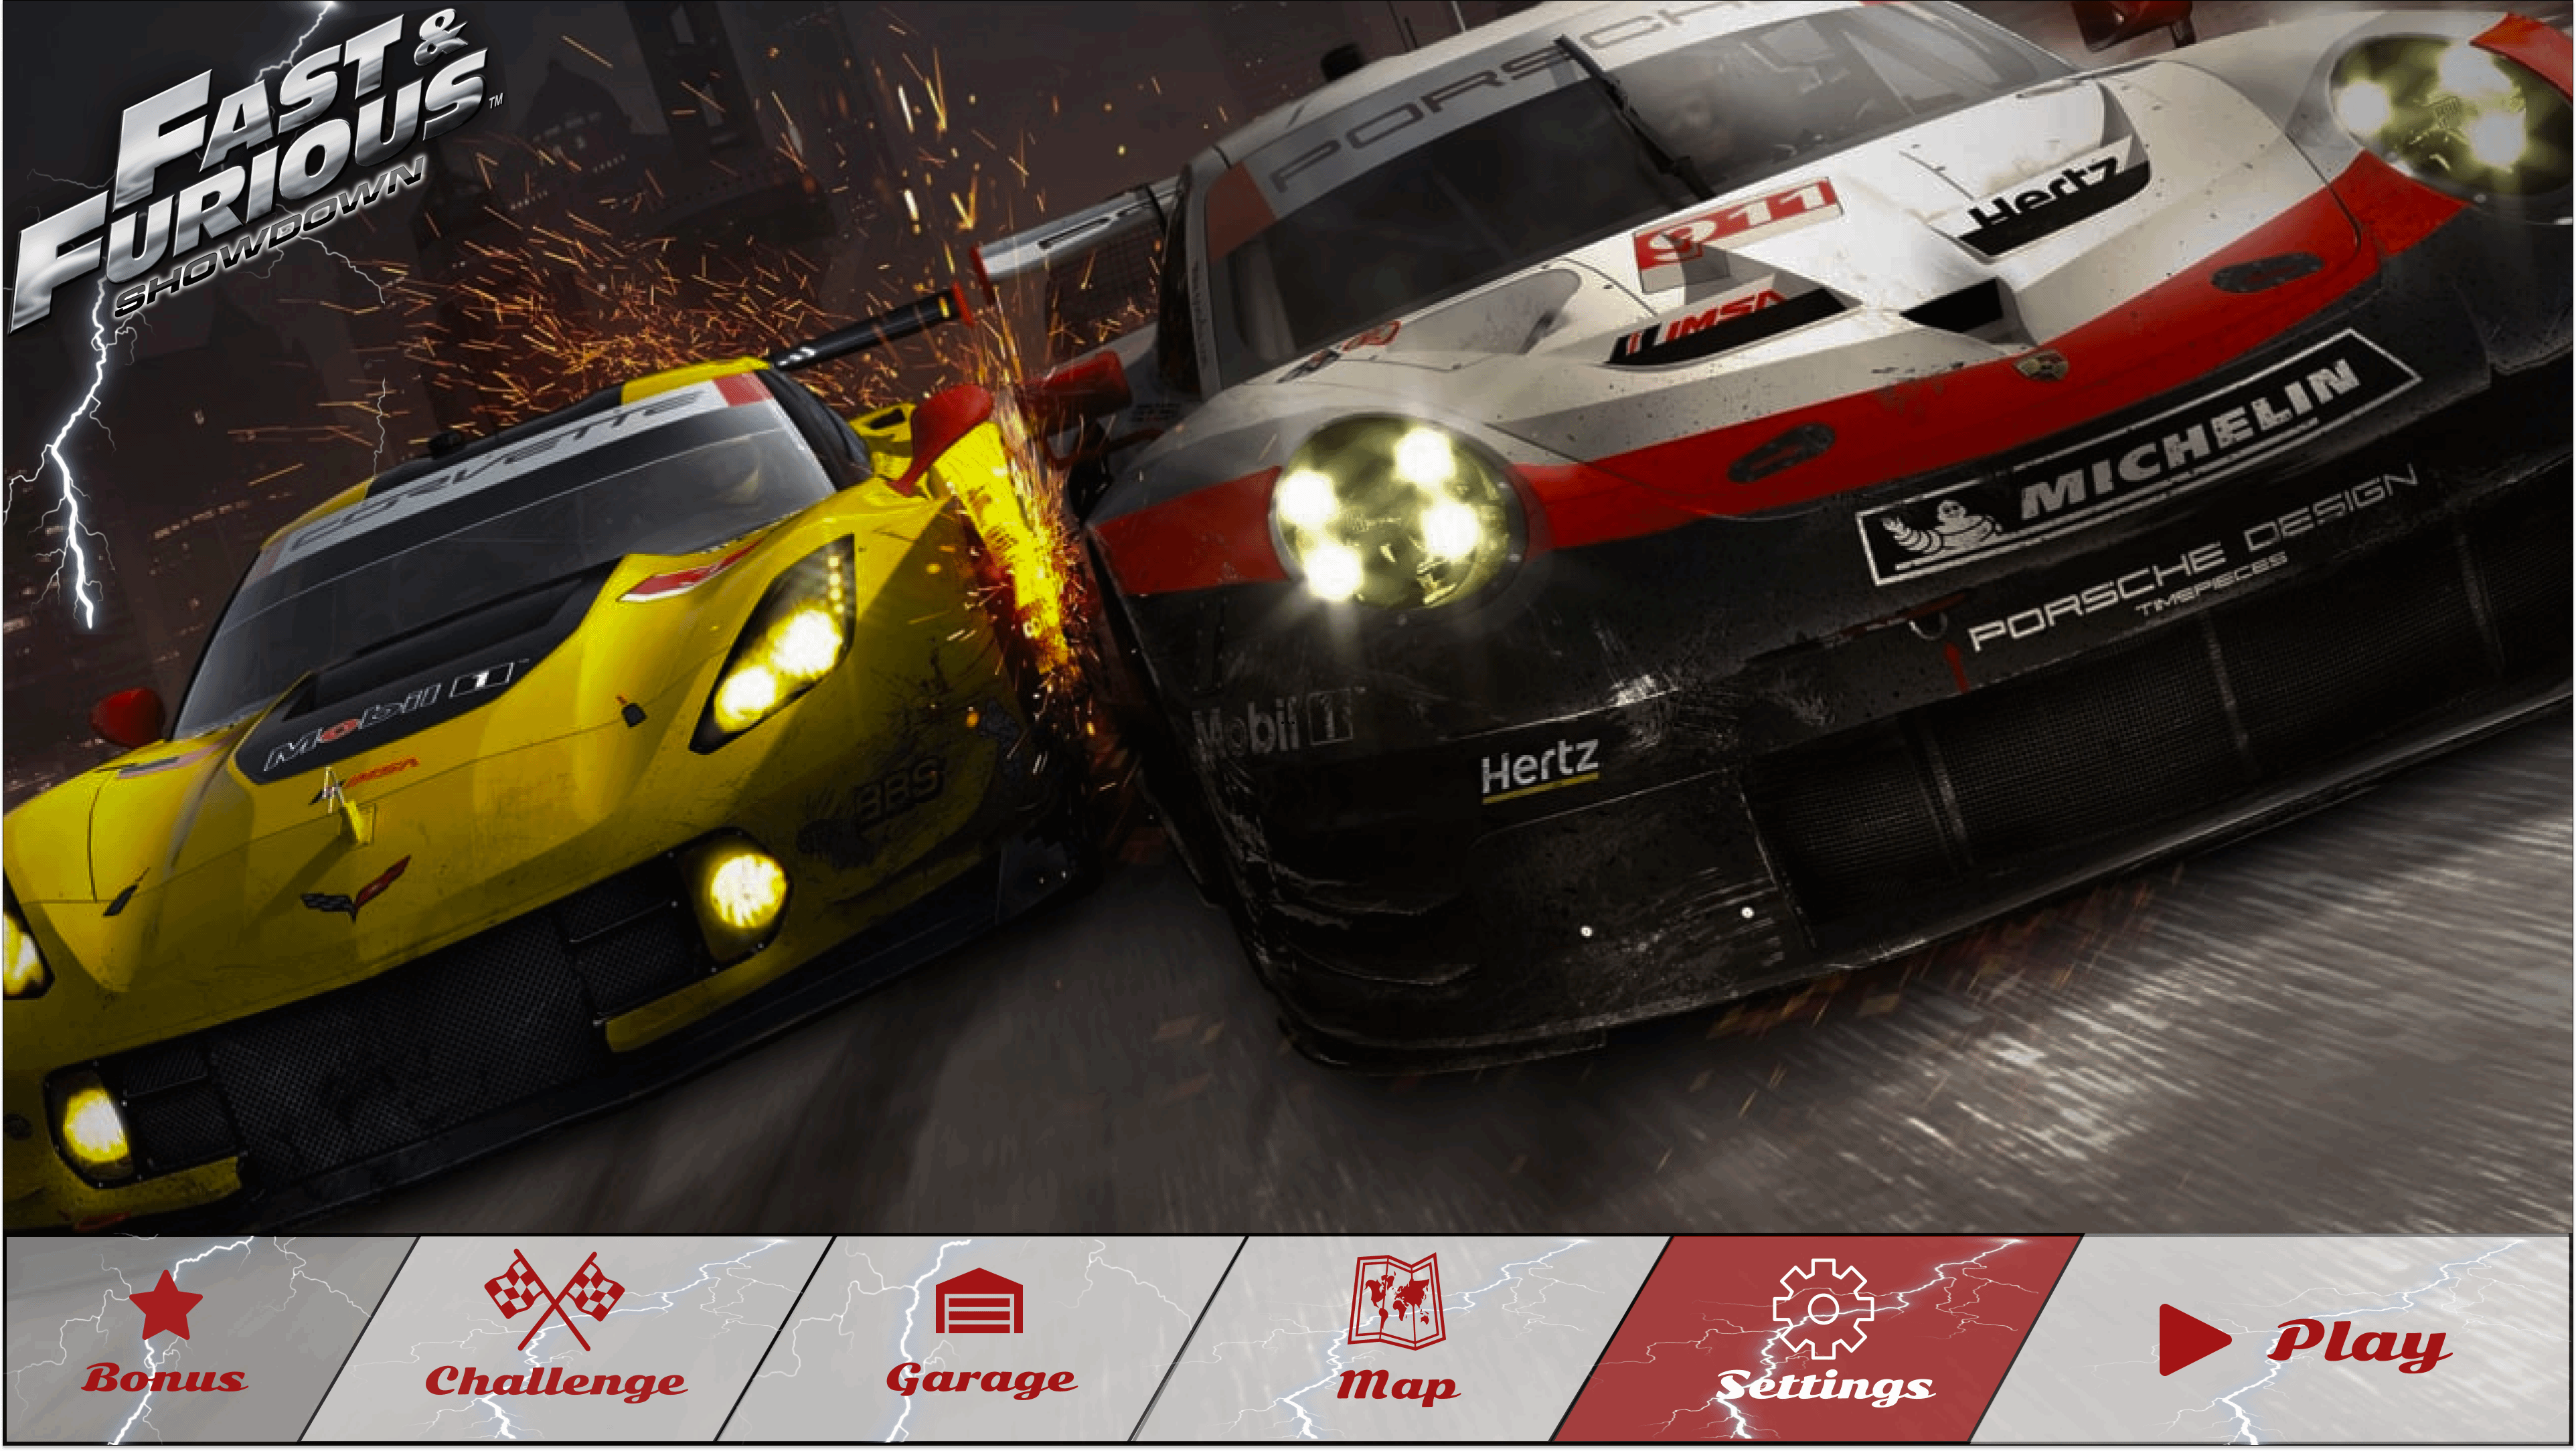 FAST &
FURIOUS™
SHOWDOWN
PORSCHE
911
Hertz
IMSA
CORVETTE
MICHELIN
PORSCHE DESIGN
TIMEPIECES
Mobil 1
IMSA
BBS
Mobil 1
Hertz
Bonus
Challenge
Garage
Map
Settings
Play